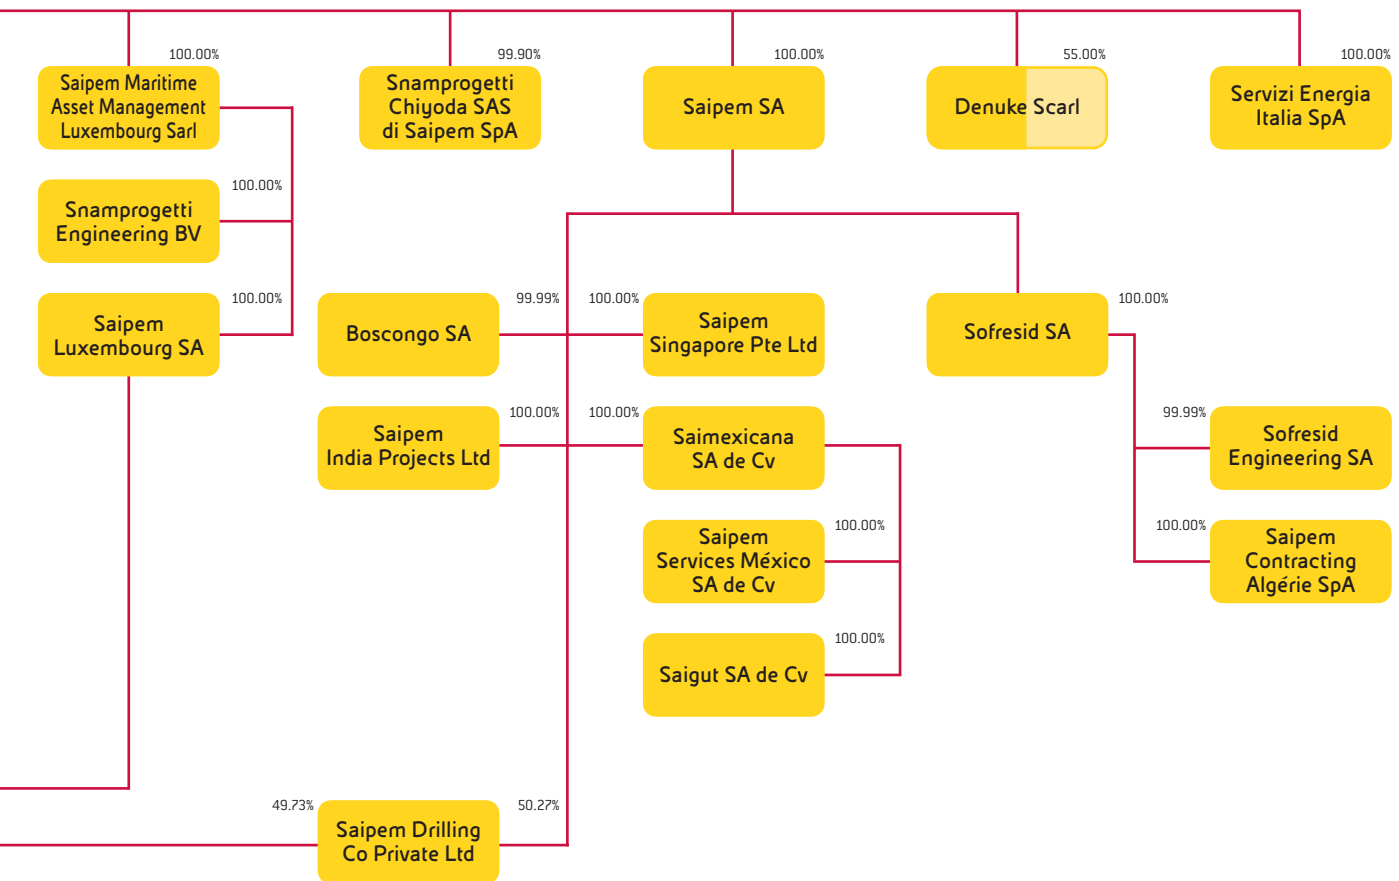 100.00%
99.90%
100.00%
55.00%
100.00%
Saipem Maritime
Asset Management
Luxembourg Sarl
Snamprogetti
Chiyoda SAS
di Saipem SpA
Saipem SA
Denuke Scarl
Servizi Energia
Italia SpA
100.00%
Snamprogetti
Engineering BV
100.00%
99.99%
100.00%
100.00%
Saipem
Luxembourg SA
Boscongo SA
Saipem
Singapore Pte Ltd
Sofresid SA
100.00%
100.00%
99.99%
Saipem
India Projects Ltd
Saimexicana
SA de Cv
Sofresid
Engineering SA
100.00%
100.00%
Saipem
Services México
SA de Cv
Saipem
Contracting
Algérie SpA
100.00%
Saigut SA de Cv
49.73%
50.27%
Saipem Drilling
Co Private Ltd